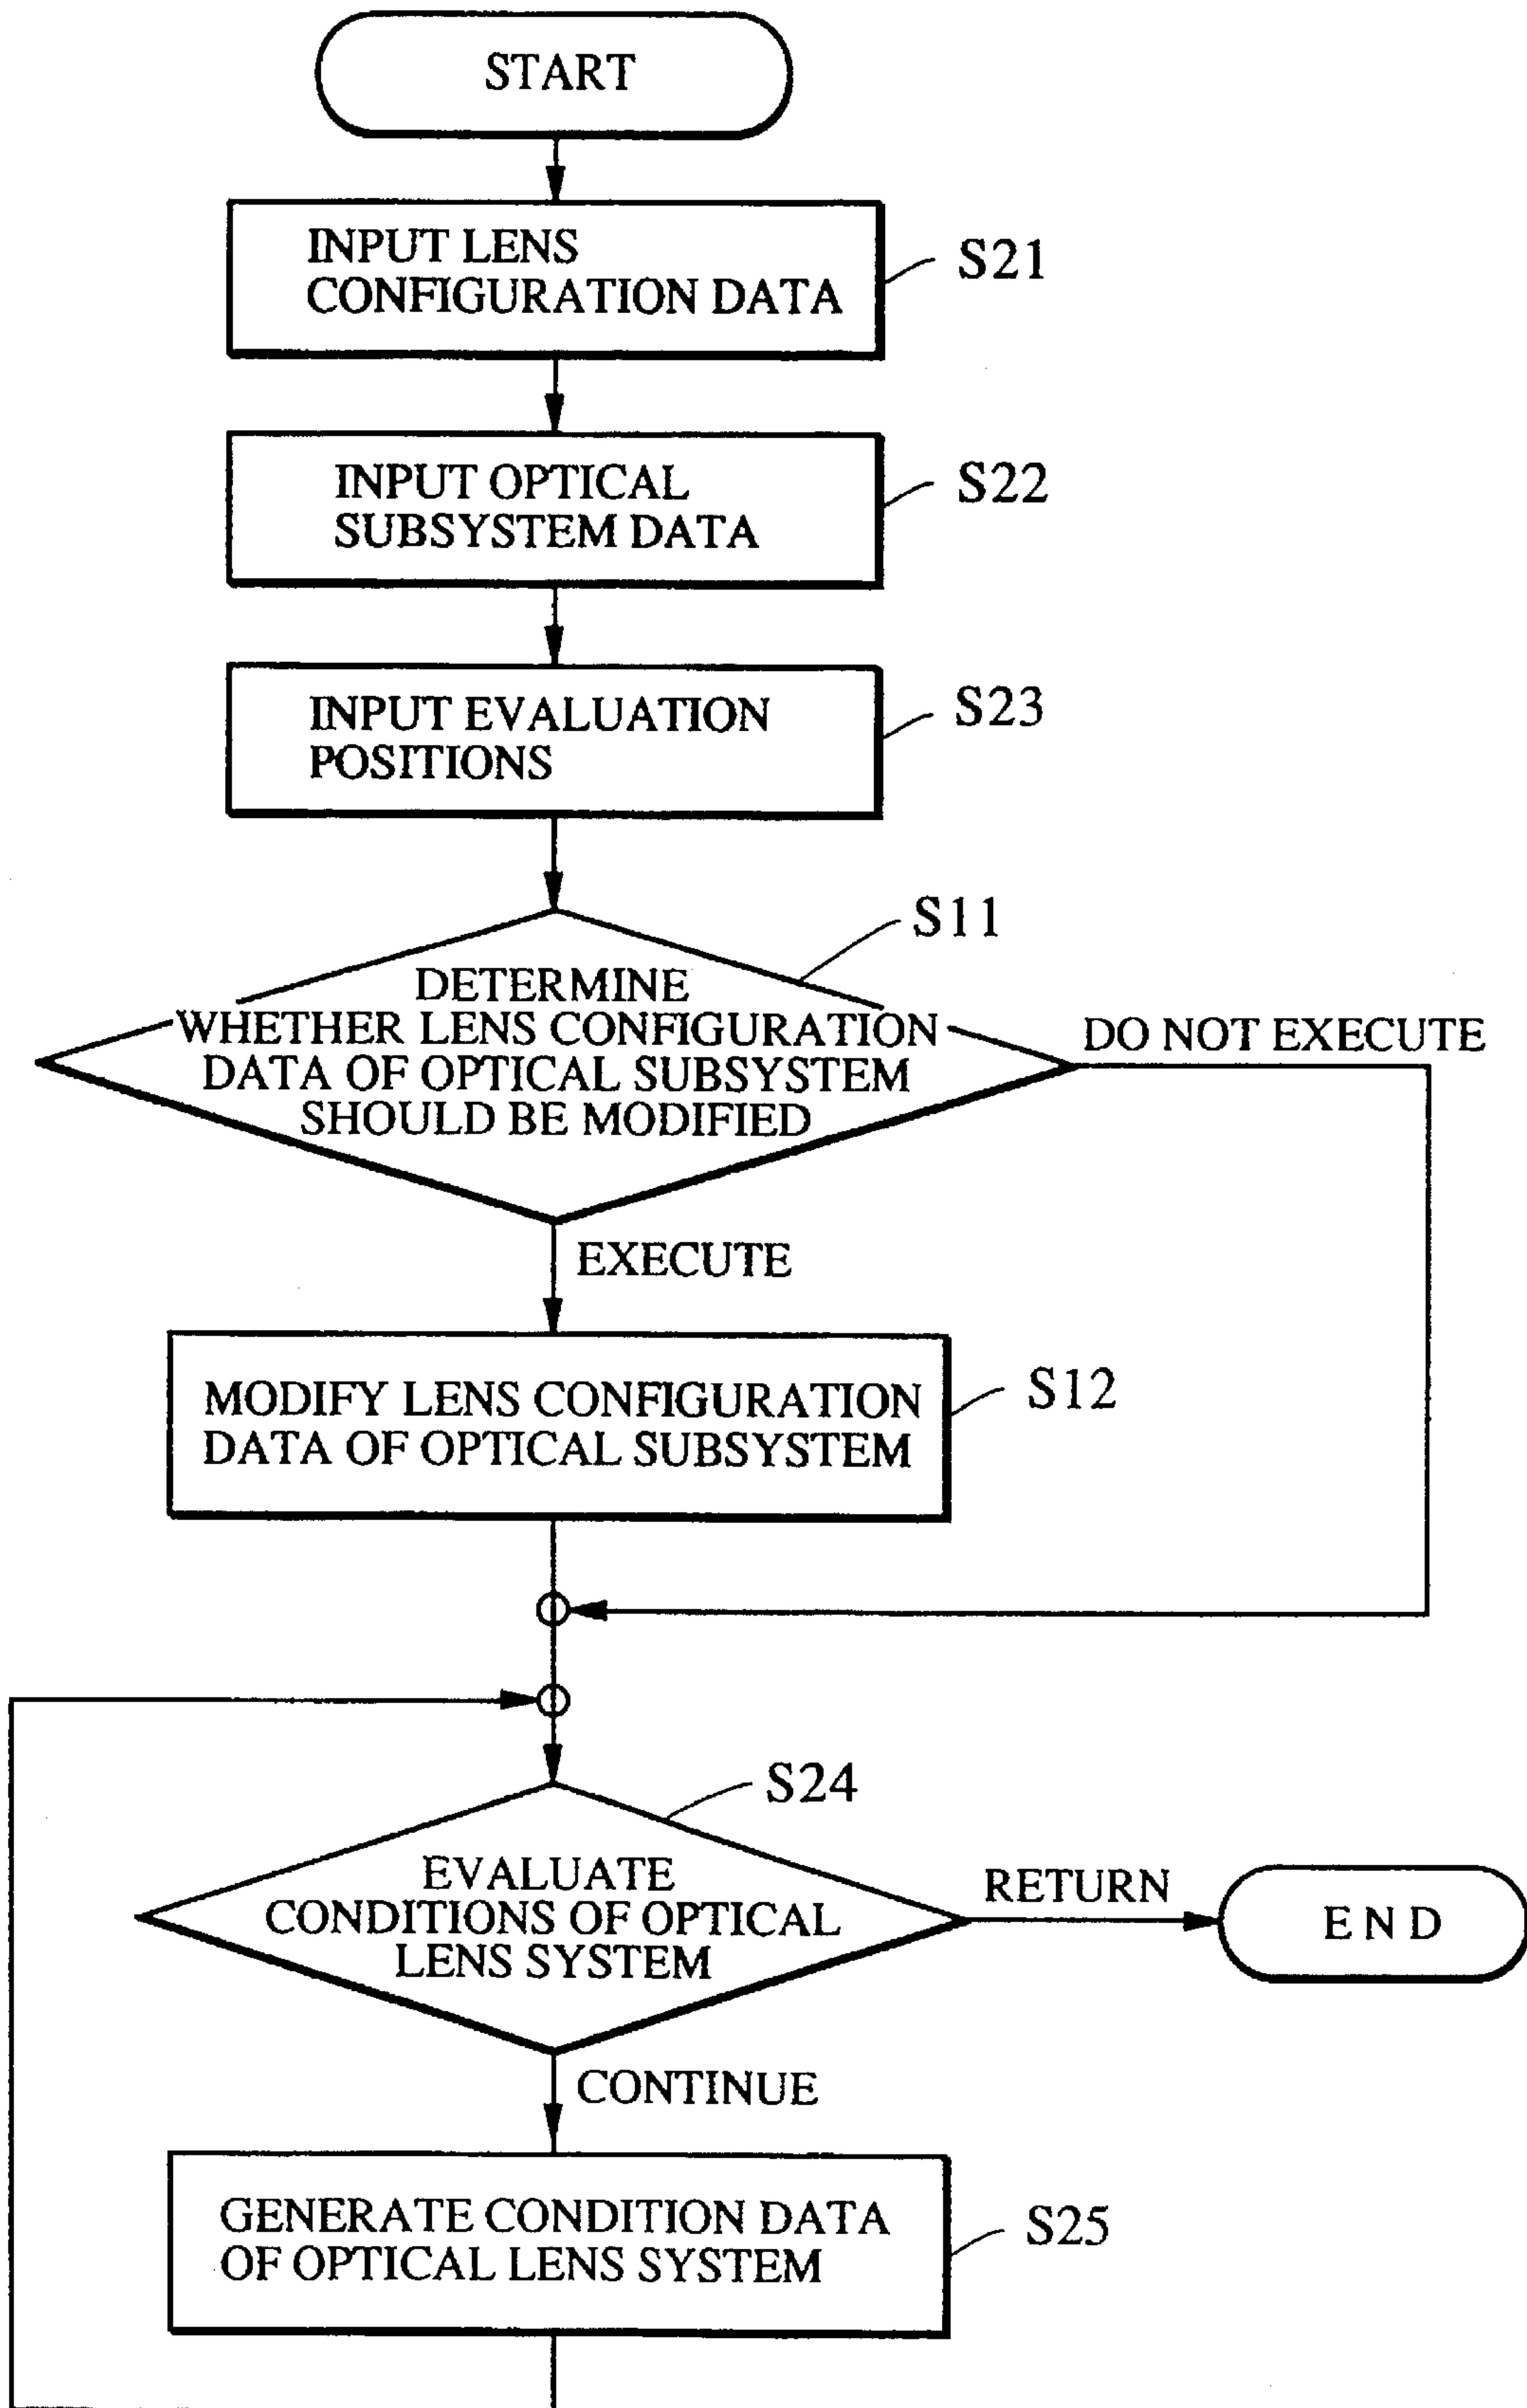 START
INPUT LENS
CONFIGURATION DATA
S21
INPUT OPTICAL
SUBSYSTEM DATA
S22
INPUT EVALUATION
POSITIONS
S23
S11
DETERMINE
WHETHER LENS CONFIGURATION
DATA OF OPTICAL SUBSYSTEM
SHOULD BE MODIFIED
DO NOT EXECUTE
EXECUTE
MODIFY LENS CONFIGURATION
DATA OF OPTICAL SUBSYSTEM
S12
S24
EVALUATE
CONDITIONS OF OPTICAL
LENS SYSTEM
RETURN
E N D
CONTINUE
GENERATE CONDITION DATA
OF OPTICAL LENS SYSTEM
S25